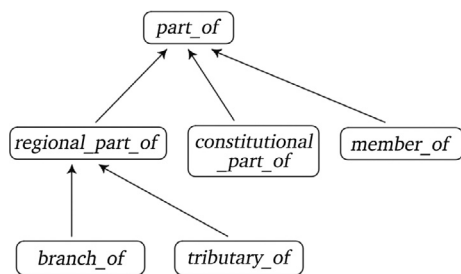 part_of
regional_part_of
constitutional
_part_of
member_of
branch_of
tributary_of